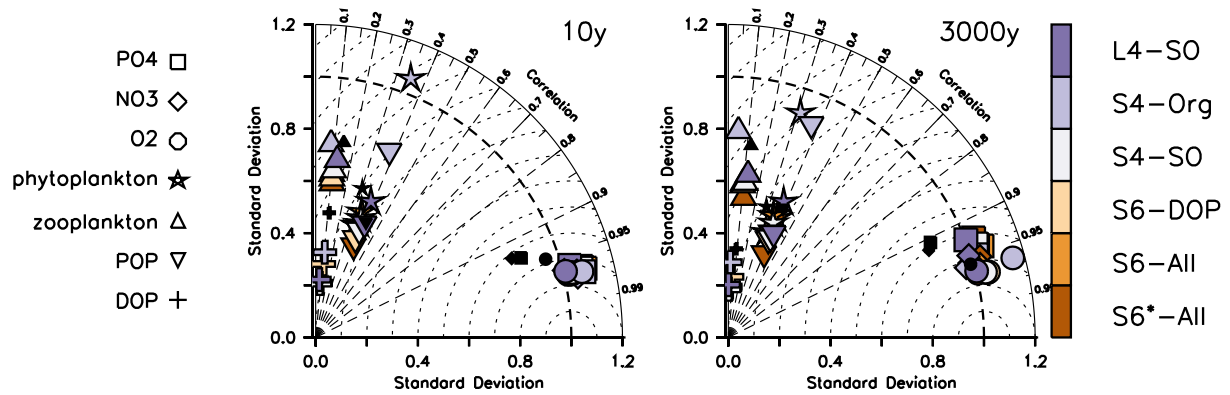 PO4
NO3
O2
phytoplankton
zooplankton
POP
DOP
10y
1.2
0.8
0.4
0.0
Standard Deviation
0.0 0.4 0.8 1.2
Standard Deviation
0.1 0.2 0.3 0.4 0.5 0.6 0.7 0.8 0.9 0.95 0.99
Correlation
3000y
1.2
0.8
0.4
0.0
Standard Deviation
0.0 0.4 0.8 1.2
Standard Deviation
0.1 0.2 0.3 0.4 0.5 0.6 0.7 0.8 0.9 0.95 0.99
Correlation
L4-SO
S4-Org
S4-SO
S6-DOP
S6-All
S6*-All